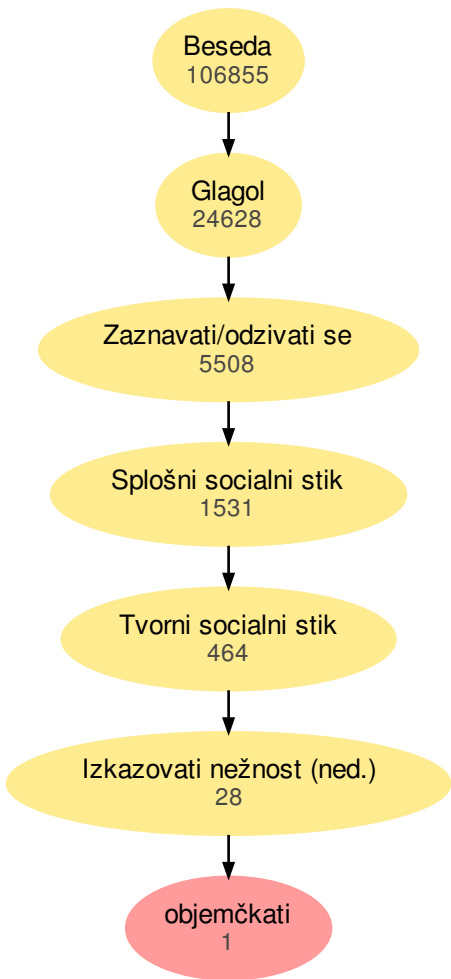 Beseda
106855
Glagol
24628
Zaznavati/odzivati se
5508
Splošni socialni stik
1531
Tvorni socialni stik
464
Izkazovati nežnost (ned.)
28
objemčkati
1